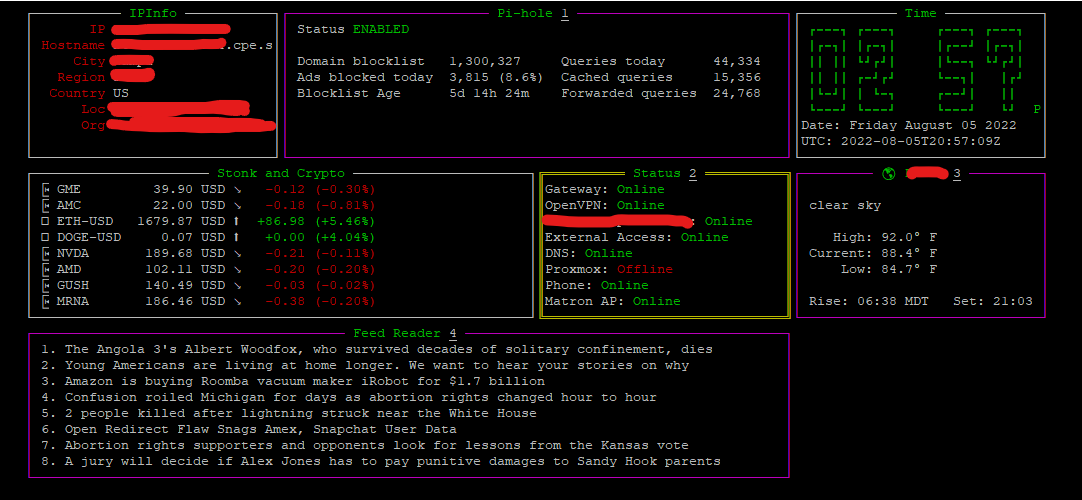 IPInfo
IP
Hostname .cpe.s
City
Region
Country US
Loc
Org
Pi-hole 1
Status ENABLED
Domain blocklist 1,300,327 Queries today 44,334
Ads blocked today 3,815 (8.6%) Cached queries 15,356
Blocklist Age 5d 14h 24m Forwarded queries 24,768
Time
P
Date: Friday August 05 2022
UTC: 2022-08-05T20:57:09Z
Stonk and Crypto
GME 39.90 USD ↘ -0.12 (-0.30%)
AMC 22.00 USD ↘ -0.18 (-0.81%)
ETH-USD 1679.87 USD ⬆ +86.98 (+5.46%)
DOGE-USD 0.07 USD ⬆ +0.00 (+4.04%)
NVDA 189.68 USD ↘ -0.21 (-0.11%)
AMD 102.11 USD ↘ -0.20 (-0.20%)
GUSH 140.49 USD ↘ -0.03 (-0.02%)
MRNA 186.46 USD ↘ -0.38 (-0.20%)
Status 2
Gateway: Online
OpenVPN: Online
: Online
External Access: Online
DNS: Online
Proxmox: Offline
Phone: Online
Matron AP: Online
3
clear sky
High: 92.0° F
Current: 88.4° F
Low: 84.7° F
Rise: 06:38 MDT Set: 21:03
Feed Reader 4
1. The Angola 3's Albert Woodfox, who survived decades of solitary confinement, dies
2. Young Americans are living at home longer. We want to hear your stories on why
3. Amazon is buying Roomba vacuum maker iRobot for $1.7 billion
4. Confusion roiled Michigan for days as abortion rights changed hour to hour
5. 2 people killed after lightning struck near the White House
6. Open Redirect Flaw Snags Amex, Snapchat User Data
7. Abortion rights supporters and opponents look for lessons from the Kansas vote
8. A jury will decide if Alex Jones has to pay punitive damages to Sandy Hook parents